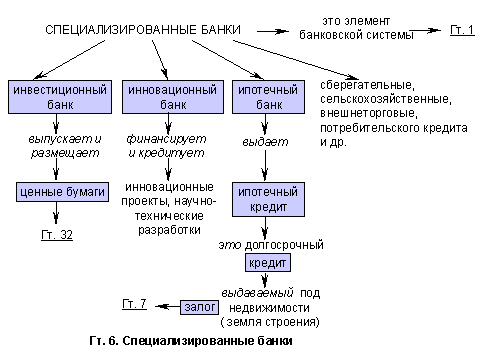 СПЕЦИАЛИЗИРОВАННЫЕ БАНКИ
это элемент
банковской системы
Гт. 1
инвестиционный
банк
инновационный
банк
ипотечный
банк
сберегательные,
сельскохозяйственные,
внешнеторговые,
потребительского кредита
и др.
выпускает и
размещает
финансирует
и кредитует
выдает
ценные бумаги
инновационные
проекты, научно-
технические
разработки
ипотечный
кредит
Гт. 32
это долгосрочный
кредит
выдаваемый под
Гт. 7
залог
недвижимости
( земля строения)
Гт. 6. Специализированные банки